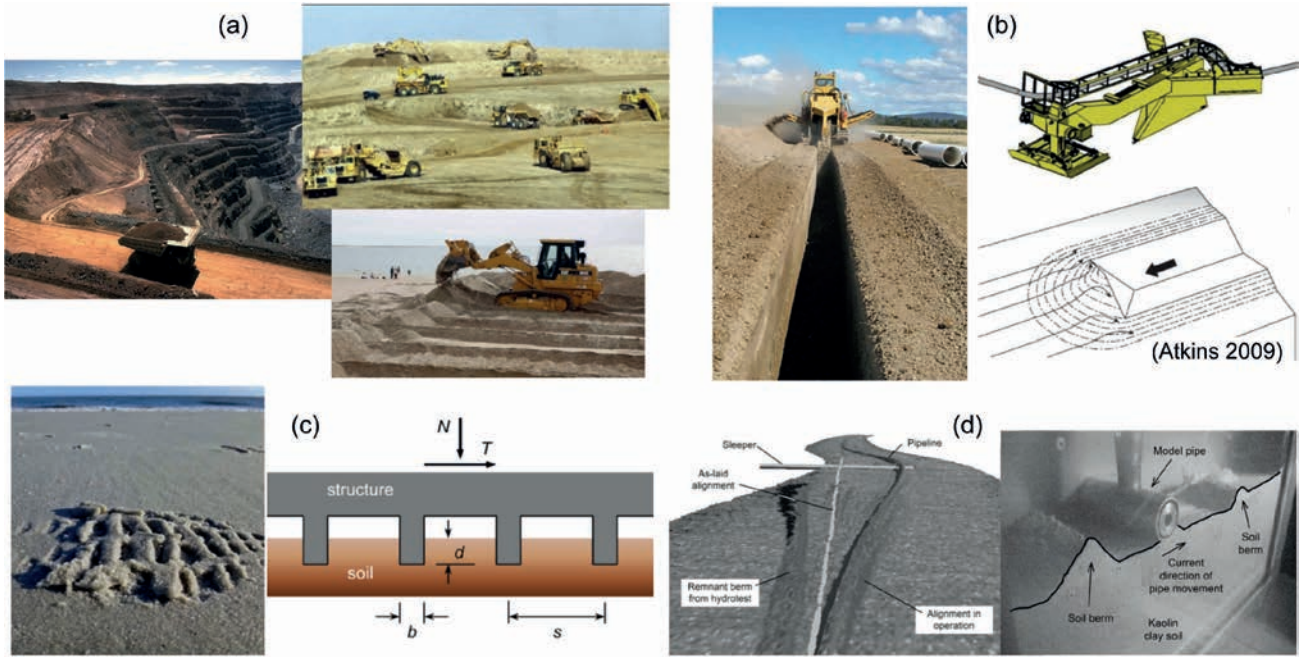 (a)
(b)
(Atkins 2009)
(c)
N
T
structure
d
soil
b
s
(d)
Sleeper
Pipeline
As-laid
alignment
Remnant berm
from hydrotest
Alignment in
operation
Model pipe
Soil
berm
Current
direction of
pipe movement
Soil berm
Kaolin
clay soil